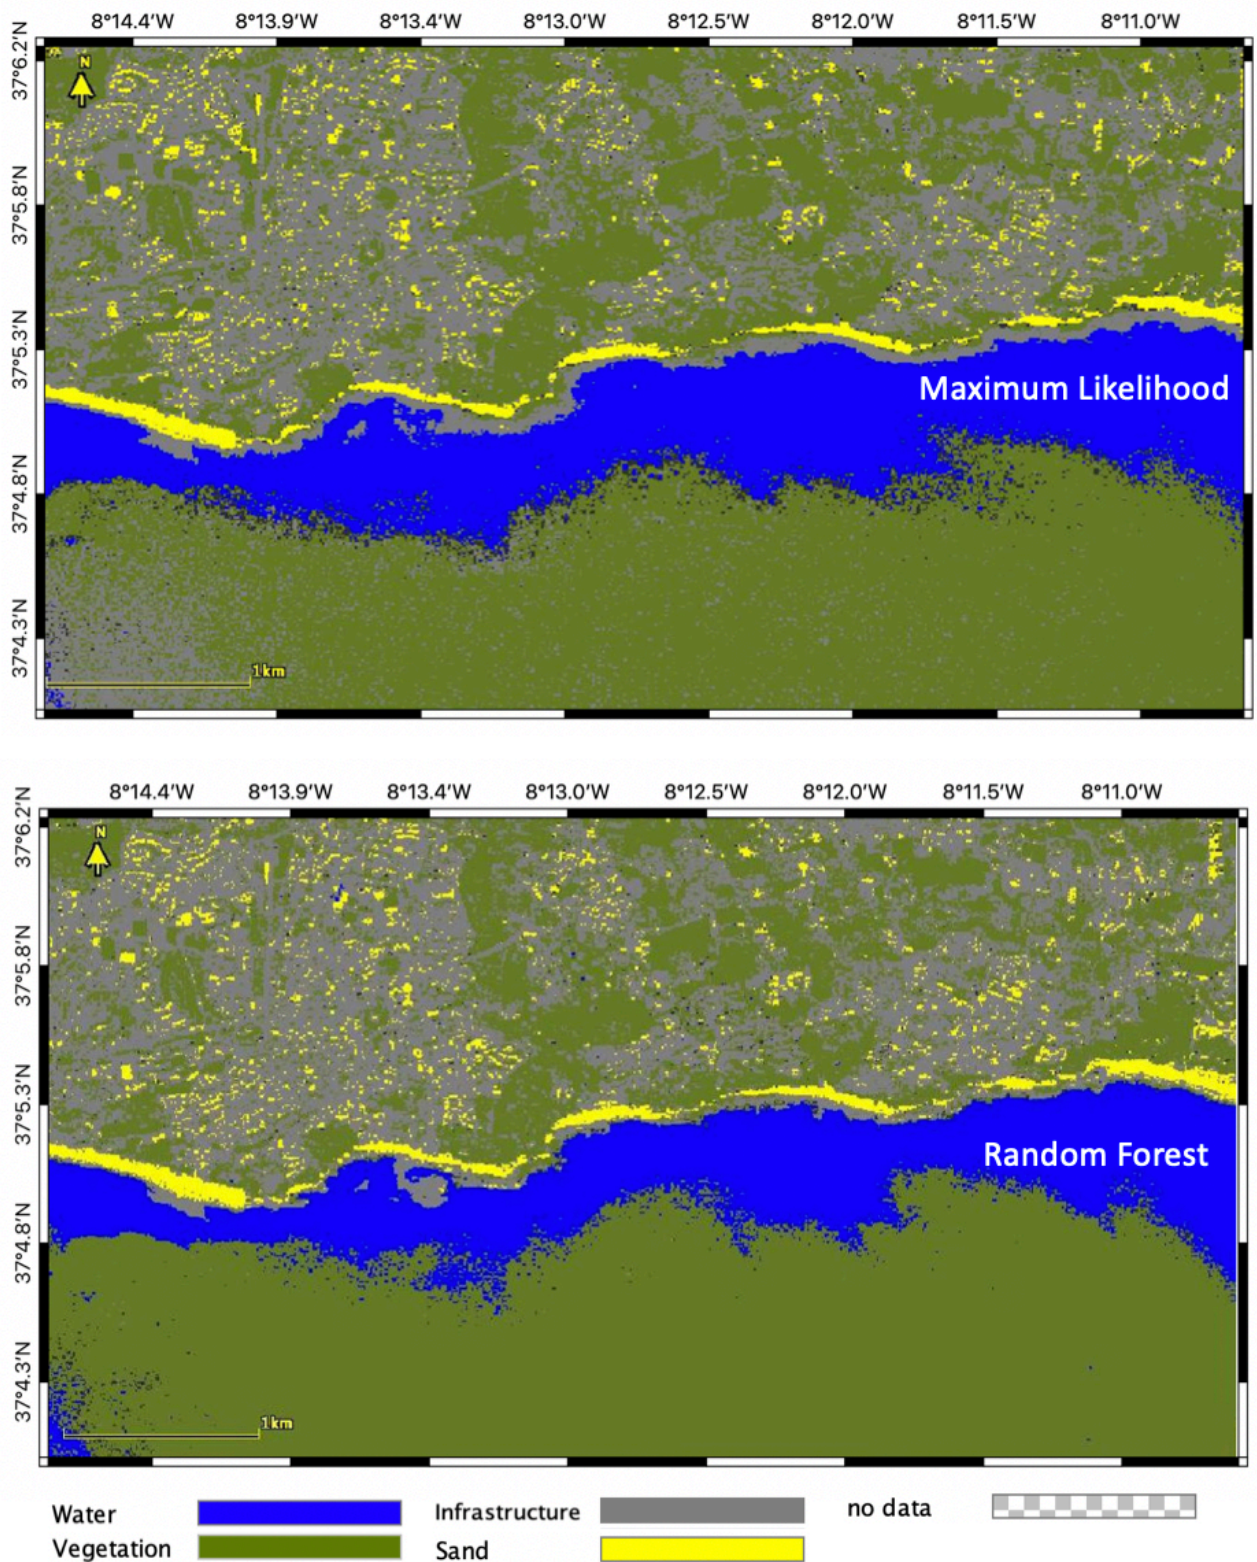 8°14.4'W 8°13.9'W 8°13.4'W 8°13.0'W 8°12.5'W 8°12.0'W 8°11.5'W 8°11.0'W
37°6.2'N
N
37°5.8'N
37°5.3'N
Maximum Likelihood
37°4.8'N
37°4.3'N
1km
8°14.4'W 8°13.9'W 8°13.4'W 8°13.0'W 8°12.5'W 8°12.0'W 8°11.5'W 8°11.0'W
37°6.2'N
N
37°5.8'N
37°5.3'N
Random Forest
37°4.8'N
37°4.3'N
1km
Water Infrastructure no data
Vegetation Sand